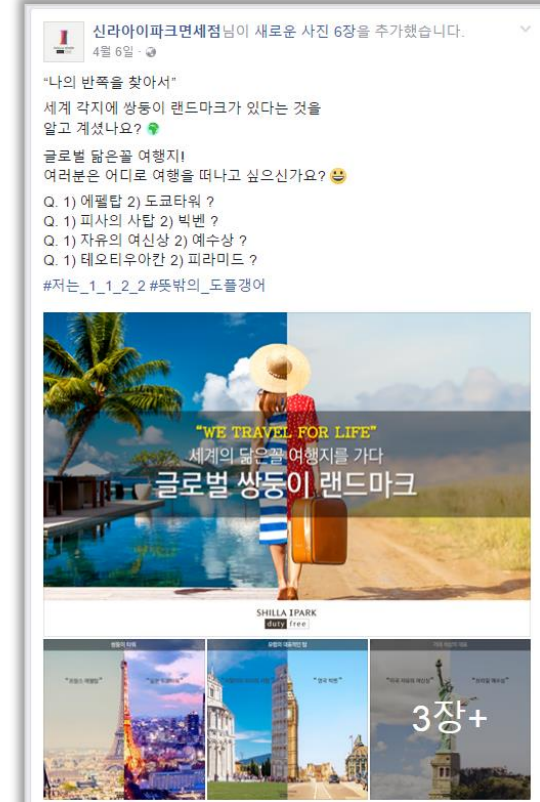 신라아이파크면세점님이 새로운 사진 6장을 추가했습니다.
4월 6일 ·
“나의 반쪽을 찾아서”
세계 각지에 쌍둥이 랜드마크가 있다는 것을
알고 계셨나요?
글로벌 닮은꼴 여행지!
여러분은 어디로 여행을 떠나고 싶으신가요?
Q. 1) 에펠탑 2) 도쿄타워 ?
Q. 1) 피사의 사탑 2) 빅벤 ?
Q. 1) 자유의 여신상 2) 예수상 ?
Q. 1) 테오티우아칸 2) 피라미드 ?
#저는_1_1_2_2 #뜻밖의_도플갱어
“WE TRAVEL FOR LIFE”
세계의 닮은꼴 여행지를 가다
글로벌 쌍둥이 랜드마크
SHILLA IPARK
duty free
"프랑스 에펠탑"
"영국 빅벤"
3장+